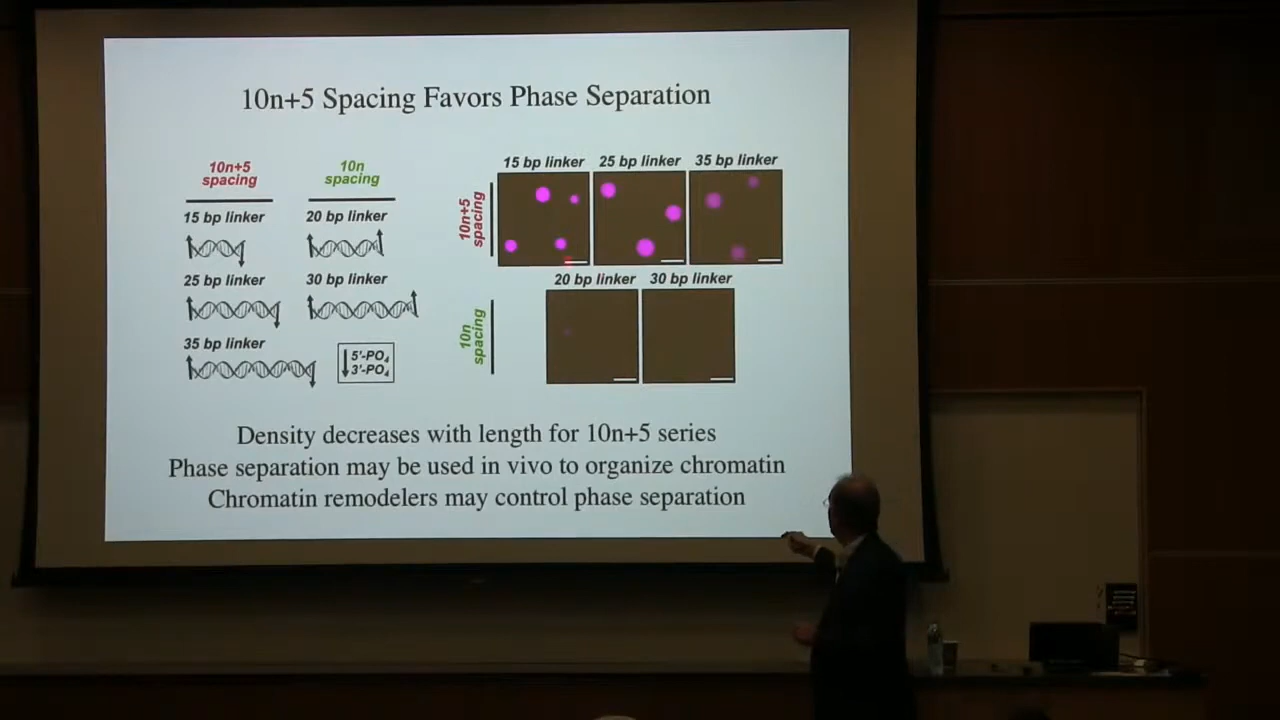 10n+5 Spacing Favors Phase Separation
10n+5 spacing
10n spacing
15 bp linker
20 bp linker
25 bp linker
30 bp linker
35 bp linker
5'-PO4
3'-PO4
15 bp linker 25 bp linker 35 bp linker
10n+5 spacing
20 bp linker 30 bp linker
10n spacing
Density decreases with length for 10n+5 series
Phase separation may be used in vivo to organize chromatin
Chromatin remodelers may control phase separation